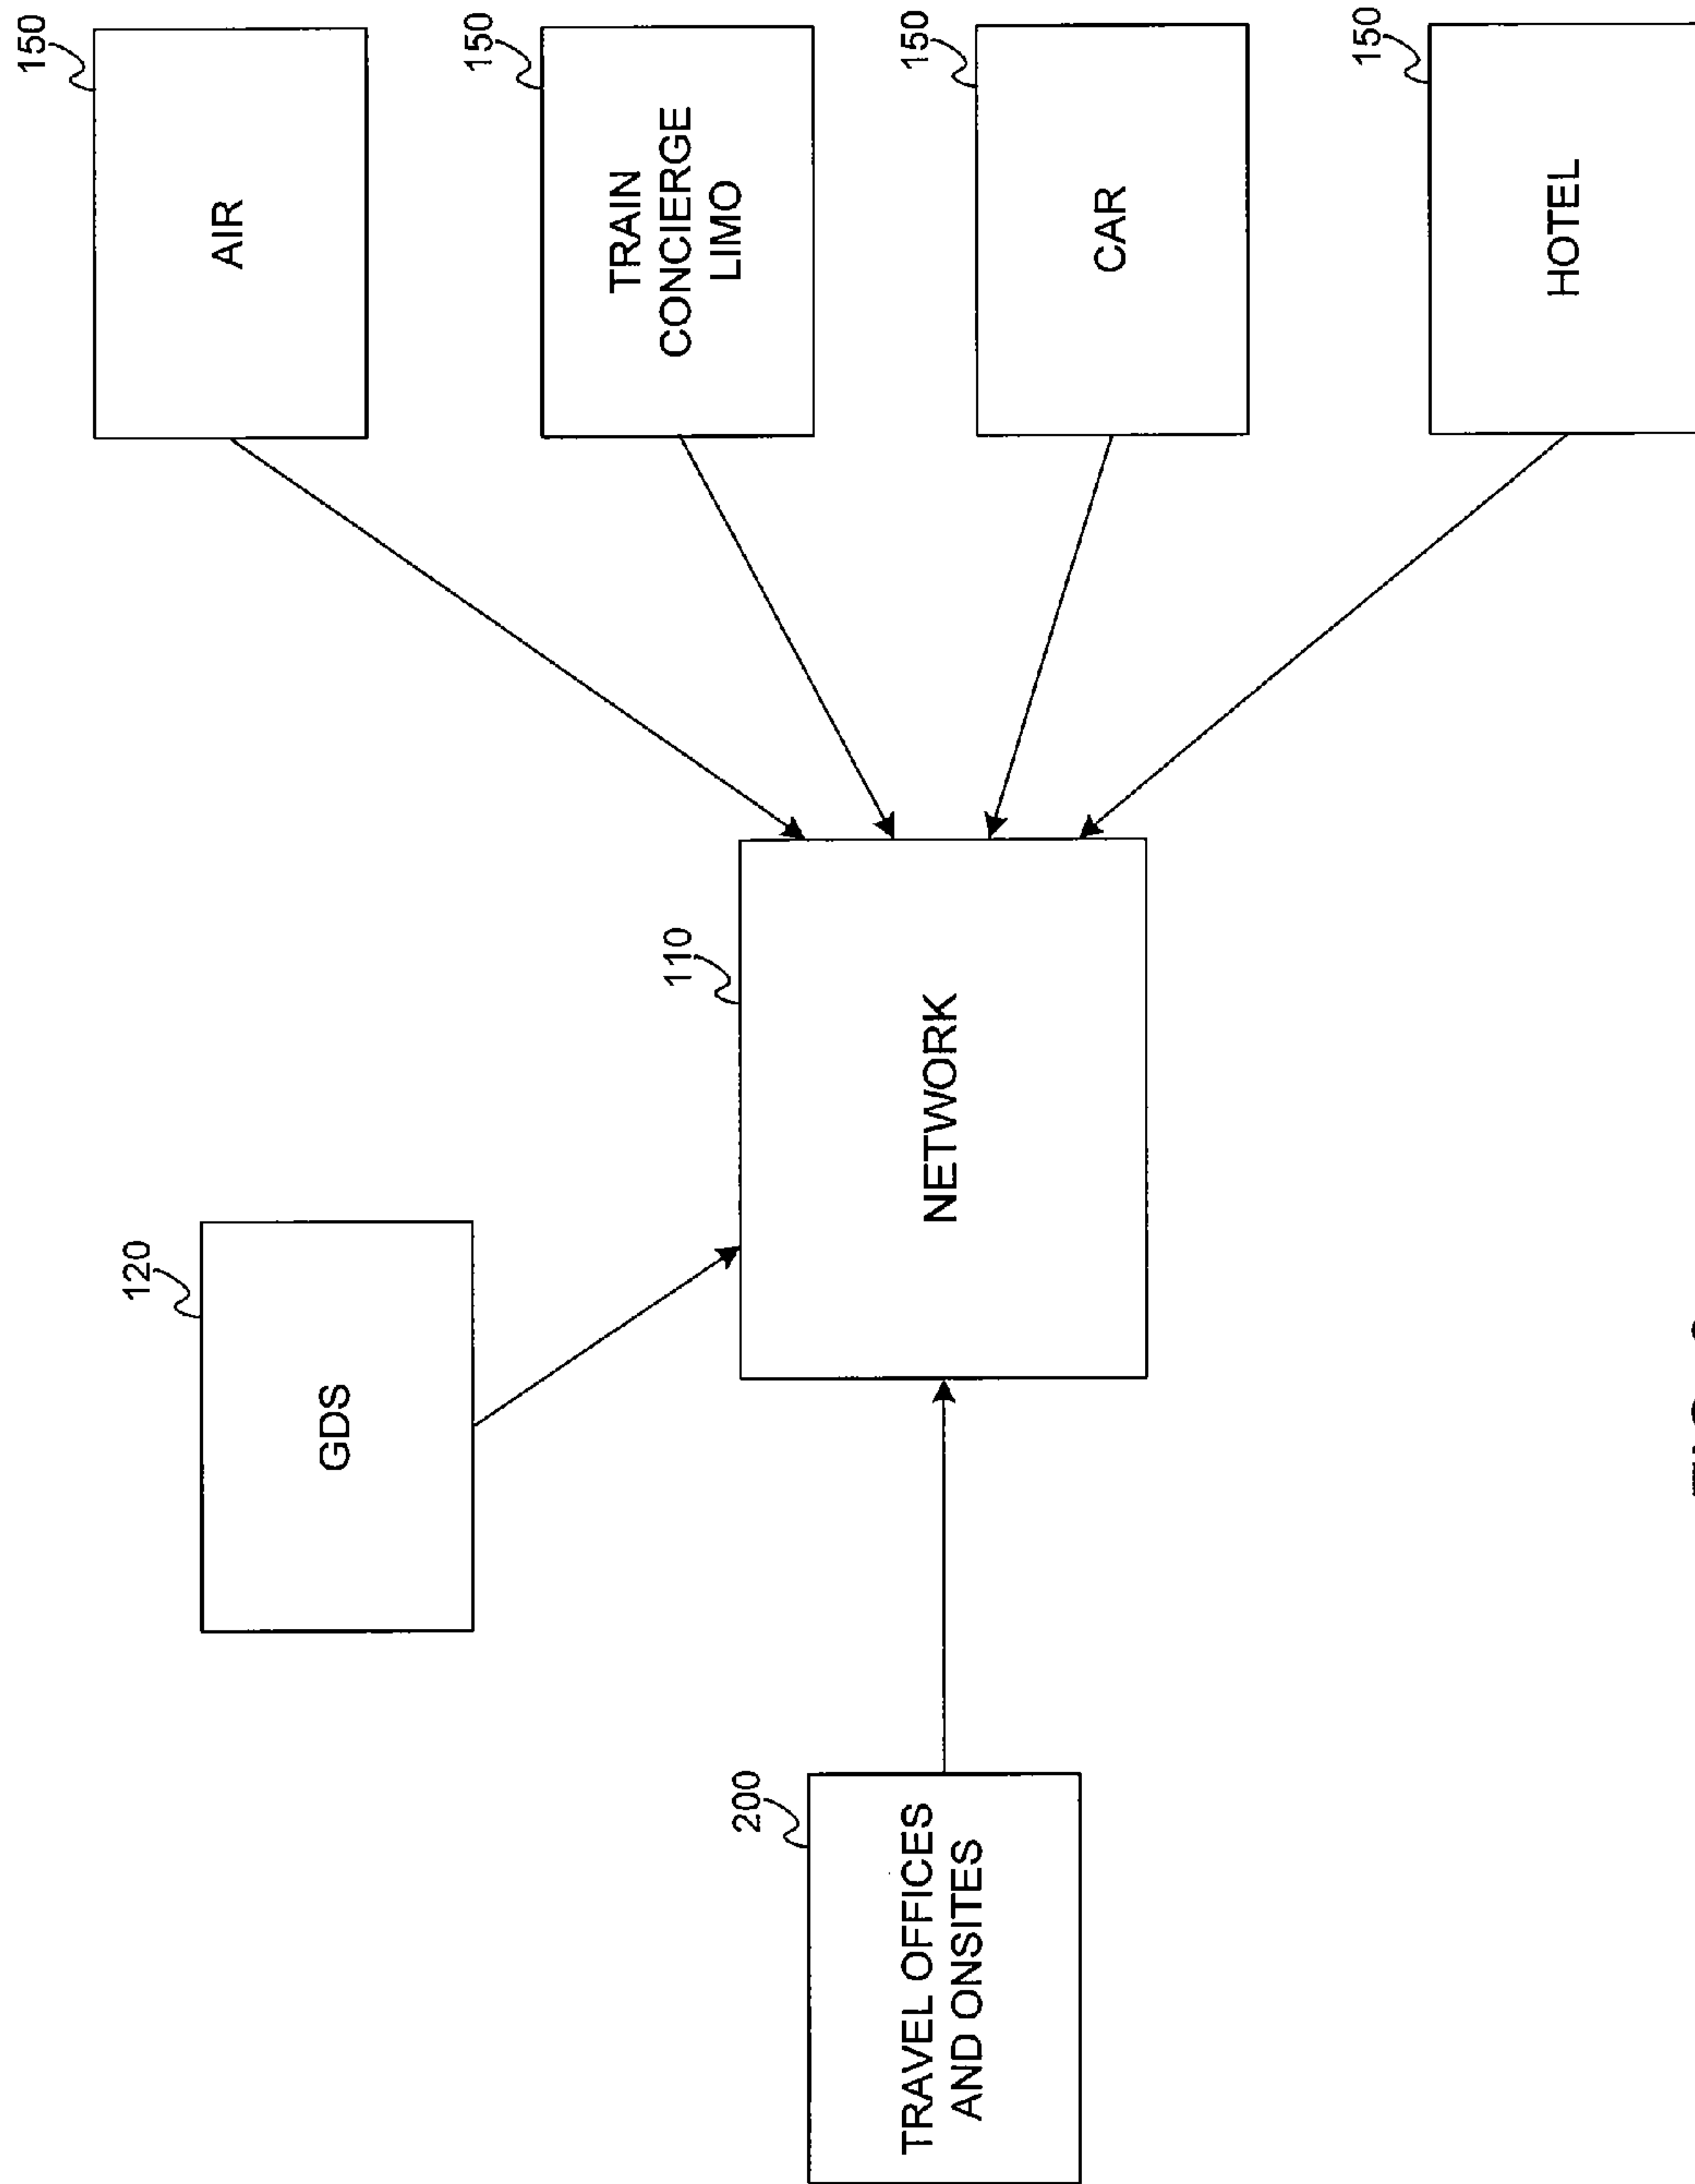 150
AIR
120
GDS
150
TRAIN
CONCIERGE
LIMO
200
TRAVEL OFFICES
AND ONSITES
110
NETWORK
150
CAR
150
HOTEL